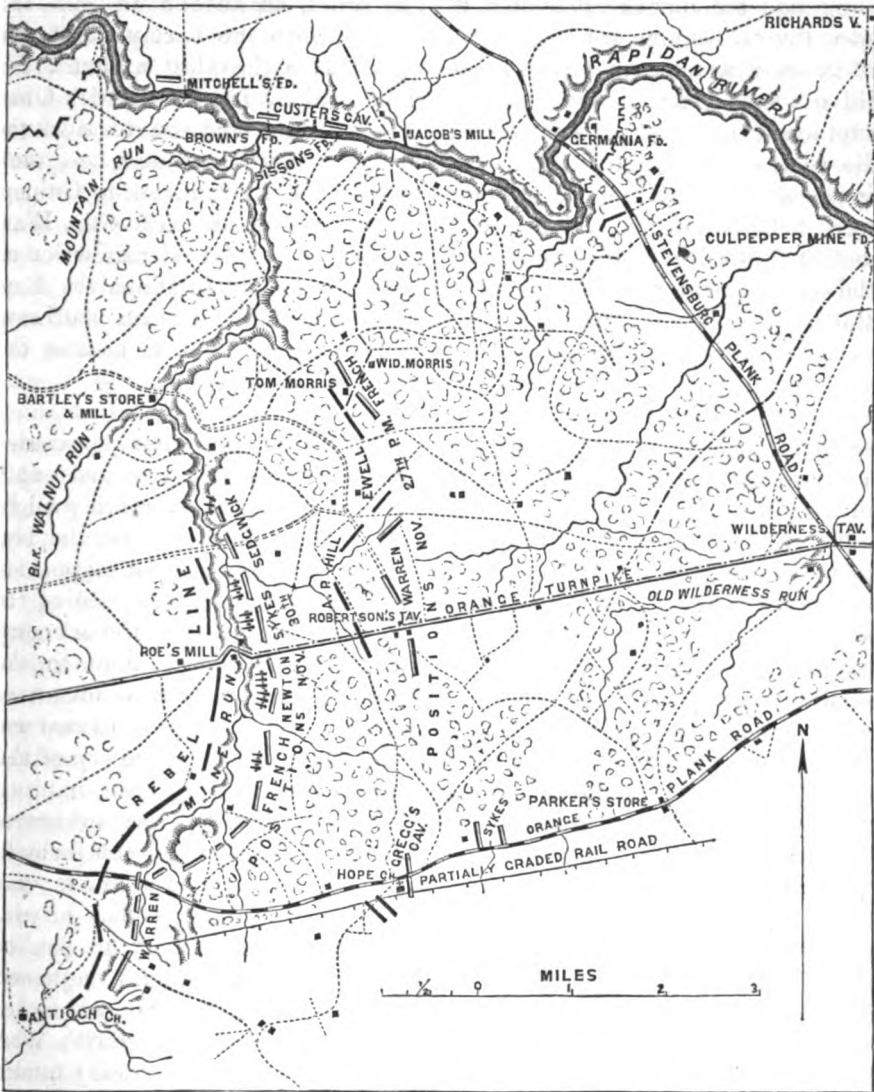 RICHARDS V.
RAPIDAN RIVER
MITCHELL'S FD.
CUSTER'S CAV.
JACOB'S MILL
BROWN'S FD.
SISSON'S FD.
GERMANIA FD.
MOUNTAIN RUN
STEVENSBURG PLANK ROAD
CULPEPPER MINE FD.
WID. MORRIS
FRENCH
TOM MORRIS
BARTLEY'S STORE
& MILL
BLK. WALNUT RUN
EWELL
27TH P.M.
SEDGWICK
A. P. HILL
WARREN
NOV.
WILDERNESS TAV.
SYKES
30TH
ORANGE TURNPIKE
OLD WILDERNESS RUN
ROBERTSON'S TAV.
ROE'S MILL
NEWTON
NOV.
POSITIONS
REBEL LINE
MINE RUN
FRENCH
POSITIONS
N
PLANK ROAD
PARKER'S STORE
ORANGE
SYKES
GREGG'S
CAV.
HOPE CH.
PARTIALLY GRADED RAIL ROAD
WARREN
MILES
½ 0 1 2 3
ANTIOCH CH.